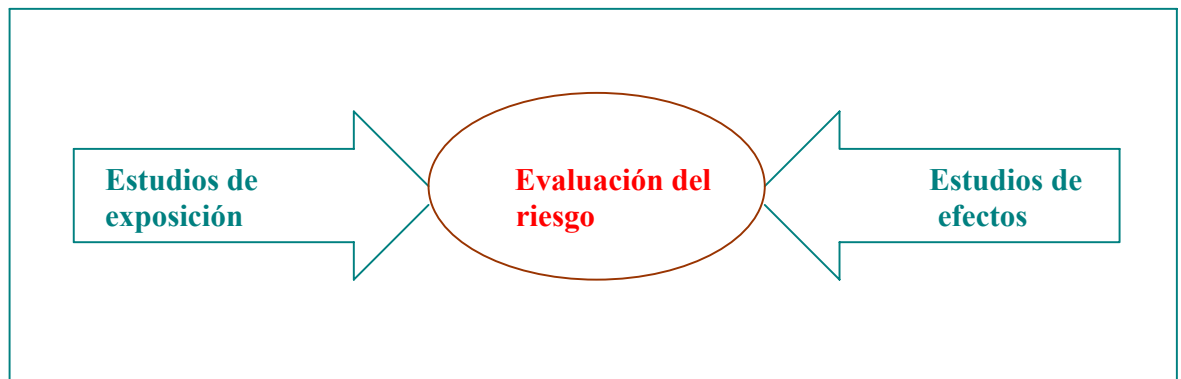 Estudios de
exposición
Evaluación del
riesgo
Estudios de
efectos